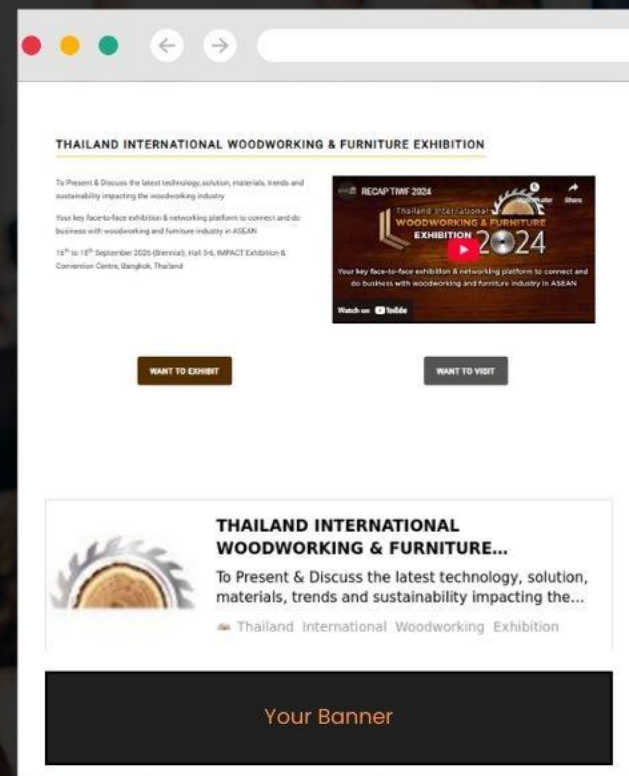 THAILAND INTERNATIONAL WOODWORKING & FURNITURE EXHIBITION
To Present & Discuss the latest technology, solution, materials, trends and
sustainability impacting the woodworking industry
Your key face-to-face exhibition & networking platform to connect and do
business with woodworking and furniture industry in ASEAN
16th to 18th September 2026 (Biennial), Hall 5-6, IMPACT Exhibition &
Convention Centre, Bangkok, Thailand
RECAP TIWF 2024
Share
Thailand International
WOODWORKING & FURNITURE
EXHIBITION 2024
Your key face-to-face exhibition & networking platform to connect and
do business with woodworking and furniture industry in ASEAN
Watch on YouTube
WANT TO EXHIBIT
WANT TO VISIT
THAILAND INTERNATIONAL
WOODWORKING & FURNITURE...
To Present & Discuss the latest technology, solution,
materials, trends and sustainability impacting the...
Thailand International Woodworking Exhibition
Your Banner